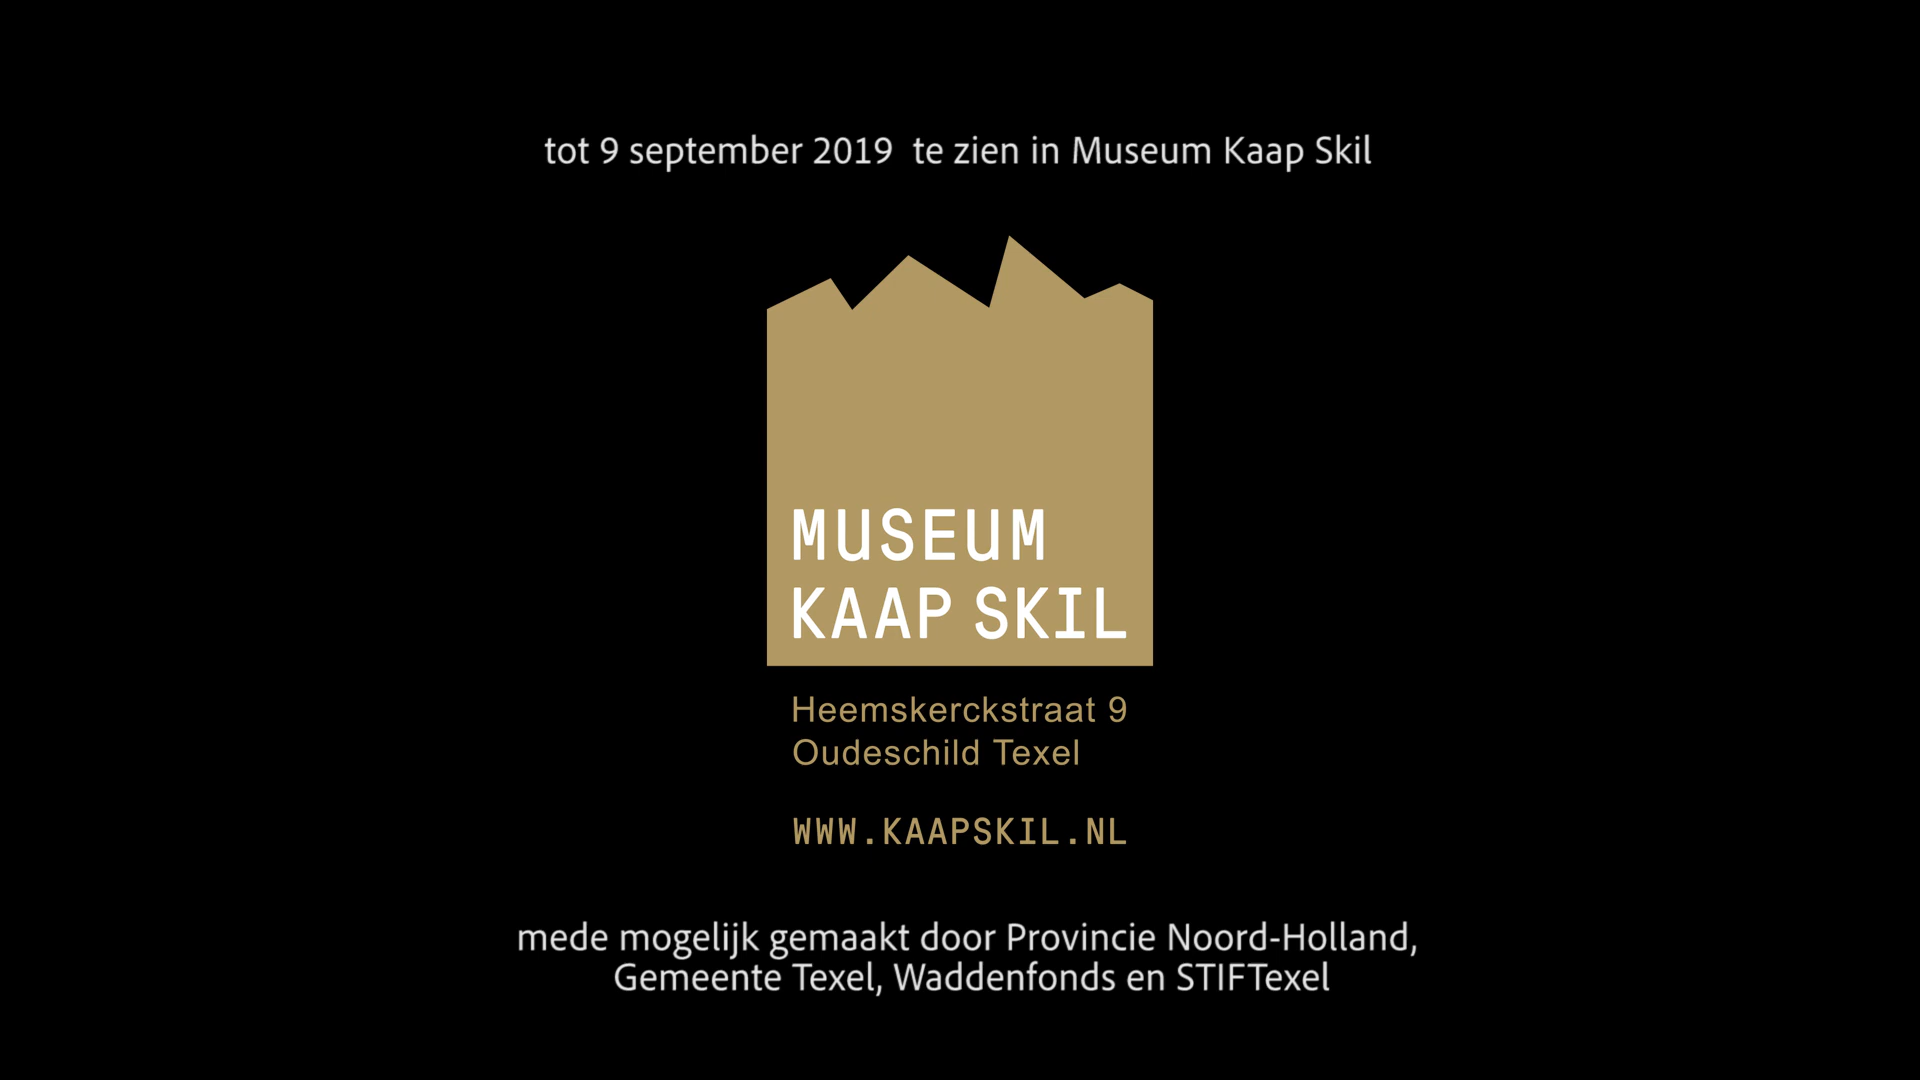 tot 9 september 2019 te zien in Museum Kaap Skil
MUSEUM
KAAP SKIL
Heemskerckstraat 9
Oudeschild Texel
WWW.KAAPSKIL.NL
mede mogelijk gemaakt door Provincie Noord-Holland,
Gemeente Texel, Waddenfonds en STIFTexel